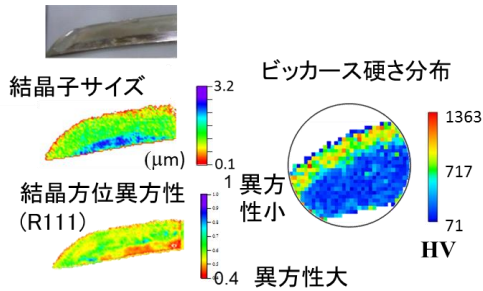 結晶子サイズ
3.2
(μm)
0.1
結晶方位異方性
(R111)
1
0.4
異方
性小
異方性大
ビッカース硬さ分布
1363
717
71
HV